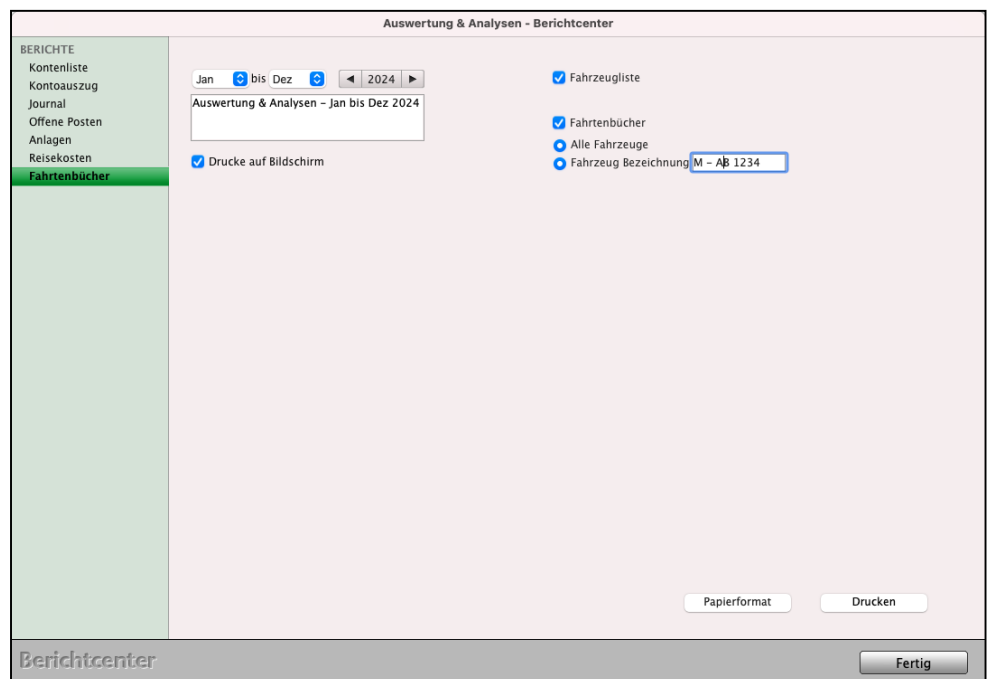 Auswertung & Analysen - Berichtcenter
BERICHTE
Kontenliste
Kontoauszug
Journal
Offene Posten
Anlagen
Reisekosten
Fahrtenbücher
Jan bis Dez 2024
Auswertung & Analysen – Jan bis Dez 2024
Drucke auf Bildschirm
Fahrzeugliste
Fahrtenbücher
Alle Fahrzeuge
Fahrzeug Bezeichnung M – AB 1234
Papierformat Drucken
Berichtcenter Fertig